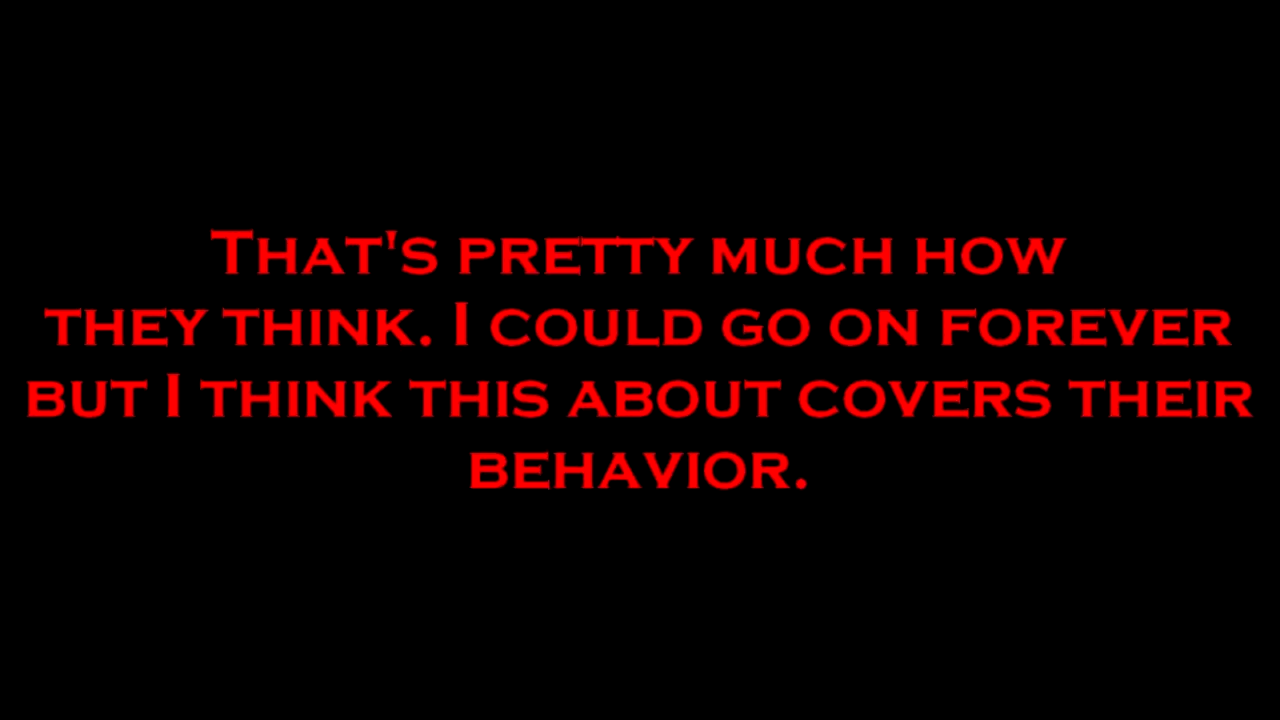 That's pretty much how
they think. I could go on forever
but I think this about covers their
behavior.